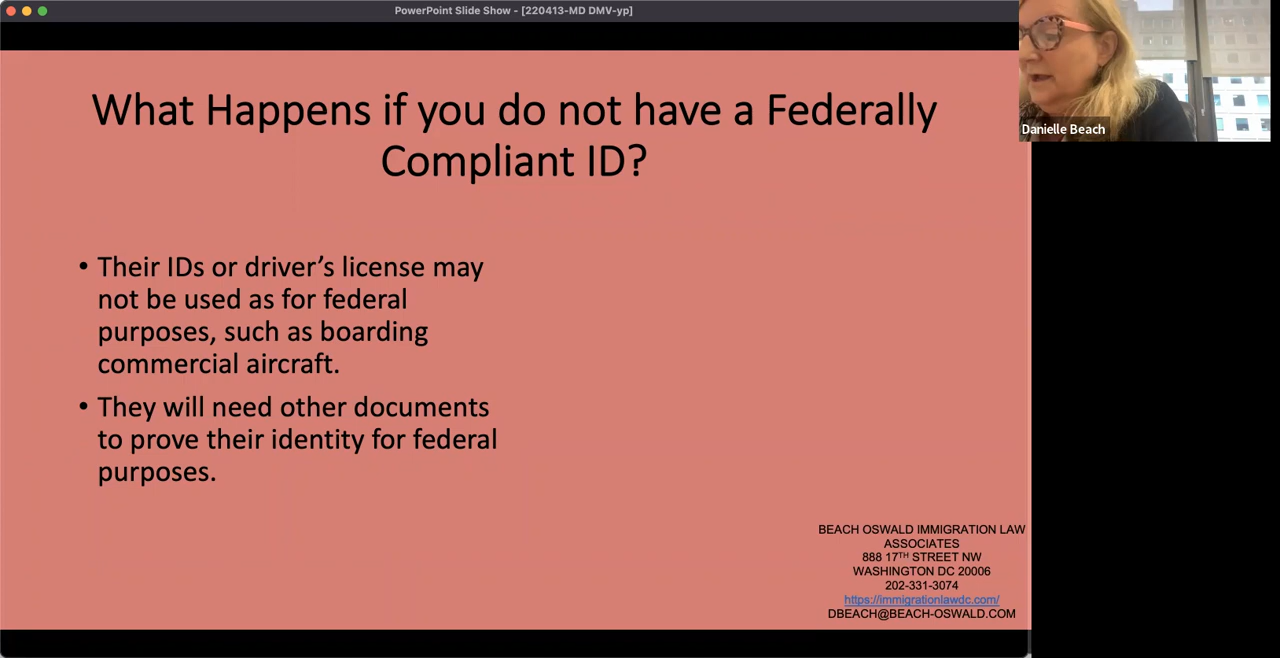 PowerPoint Slide Show - [220413-MD DMV-yp]
Danielle Beach
What Happens if you do not have a Federally
Compliant ID?
• Their IDs or driver’s license may
not be used as for federal
purposes, such as boarding
commercial aircraft.
• They will need other documents
to prove their identity for federal
purposes.
BEACH OSWALD IMMIGRATION LAW
ASSOCIATES
888 17TH STREET NW
WASHINGTON DC 20006
202-331-3074
https://immigrationlawdc.com/
DBEACH@BEACH-OSWALD.COM